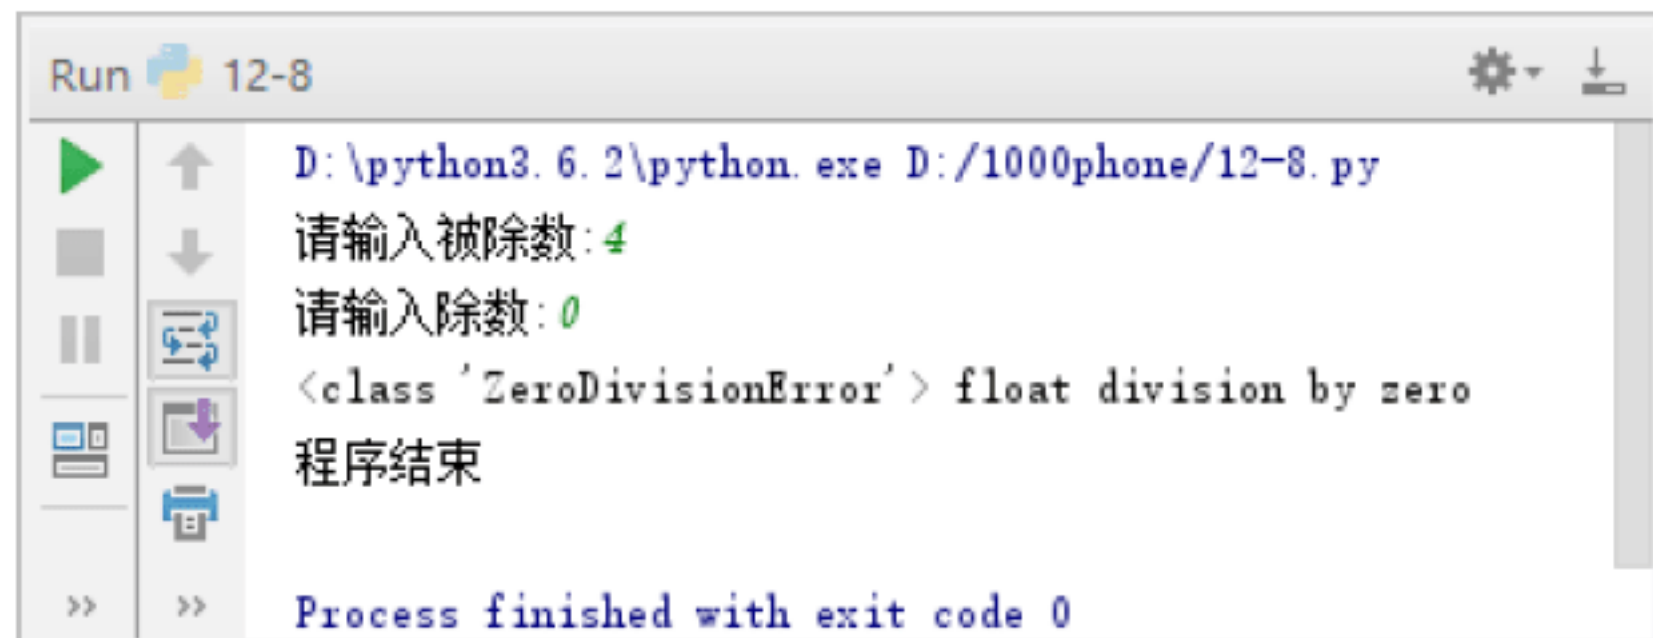 Run 12-8
D:\python3.6.2\python.exe D:/1000phone/12-8.py
请输入被除数:4
请输入除数:0
<class 'ZeroDivisionError'> float division by zero
程序结束
Process finished with exit code 0